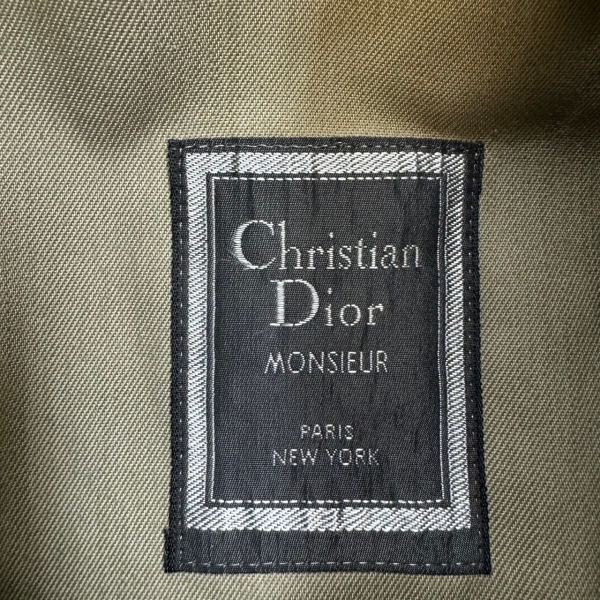 Christian
Dior
MONSIEUR
PARIS
NEW YORK